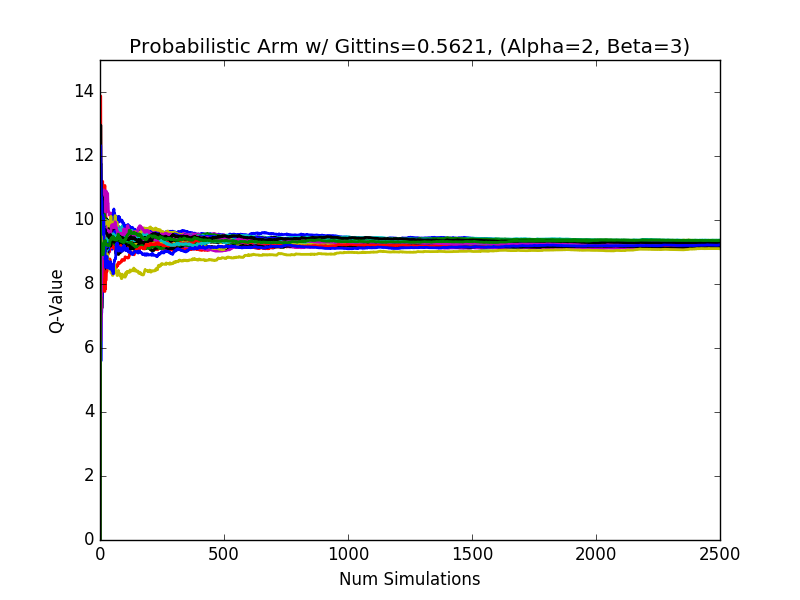 Probabilistic Arm w/ Gittins=0.5621, (Alpha=2, Beta=3)
14
12
10
8
6
4
2
0
Q-Value
0 500 1000 1500 2000 2500
Num Simulations